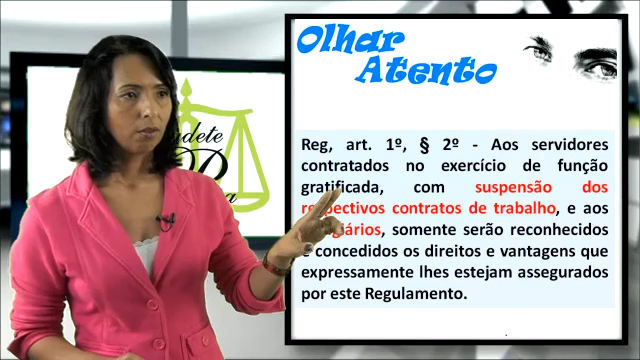 Olhar
Atento
Reg, art. 1º, § 2º - Aos servidores
contratados no exercício de função
gratificada, com suspensão dos
respectivos contratos de trabalho, e aos
somente serão reconhecidos
e concedidos os direitos e vantagens que
expressamente lhes estejam assegurados
por este Regulamento.